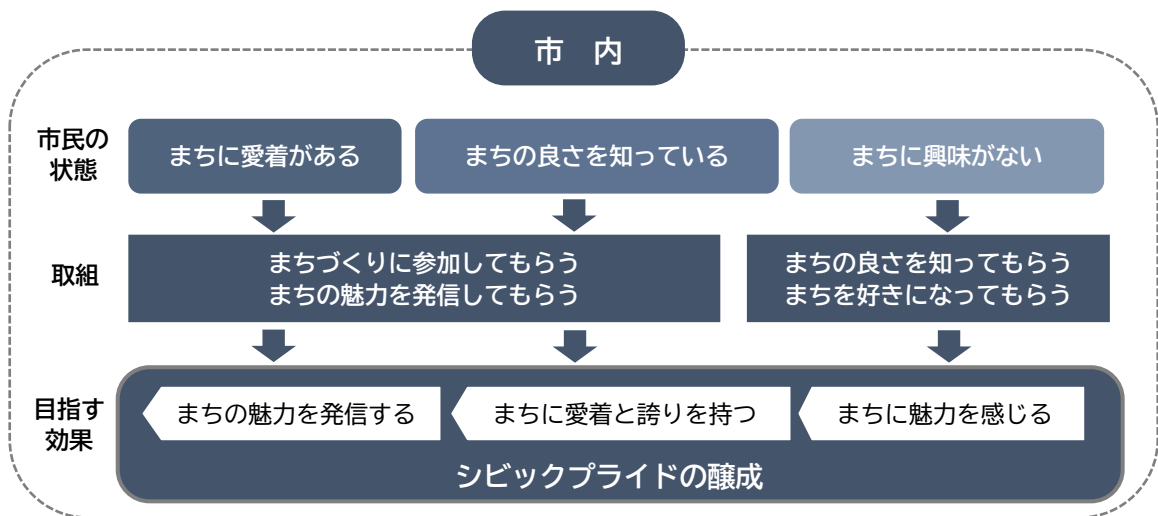 市 内
市民の
状態
まちに愛着がある
まちの良さを知っている
まちに興味がない
取組
まちづくりに参加してもらう
まちの魅力を発信してもらう
まちの良さを知ってもらう
まちを好きになってもらう
目指す
効果
まちの魅力を発信する
まちに愛着と誇りを持つ
まちに魅力を感じる
シビックプライドの醸成